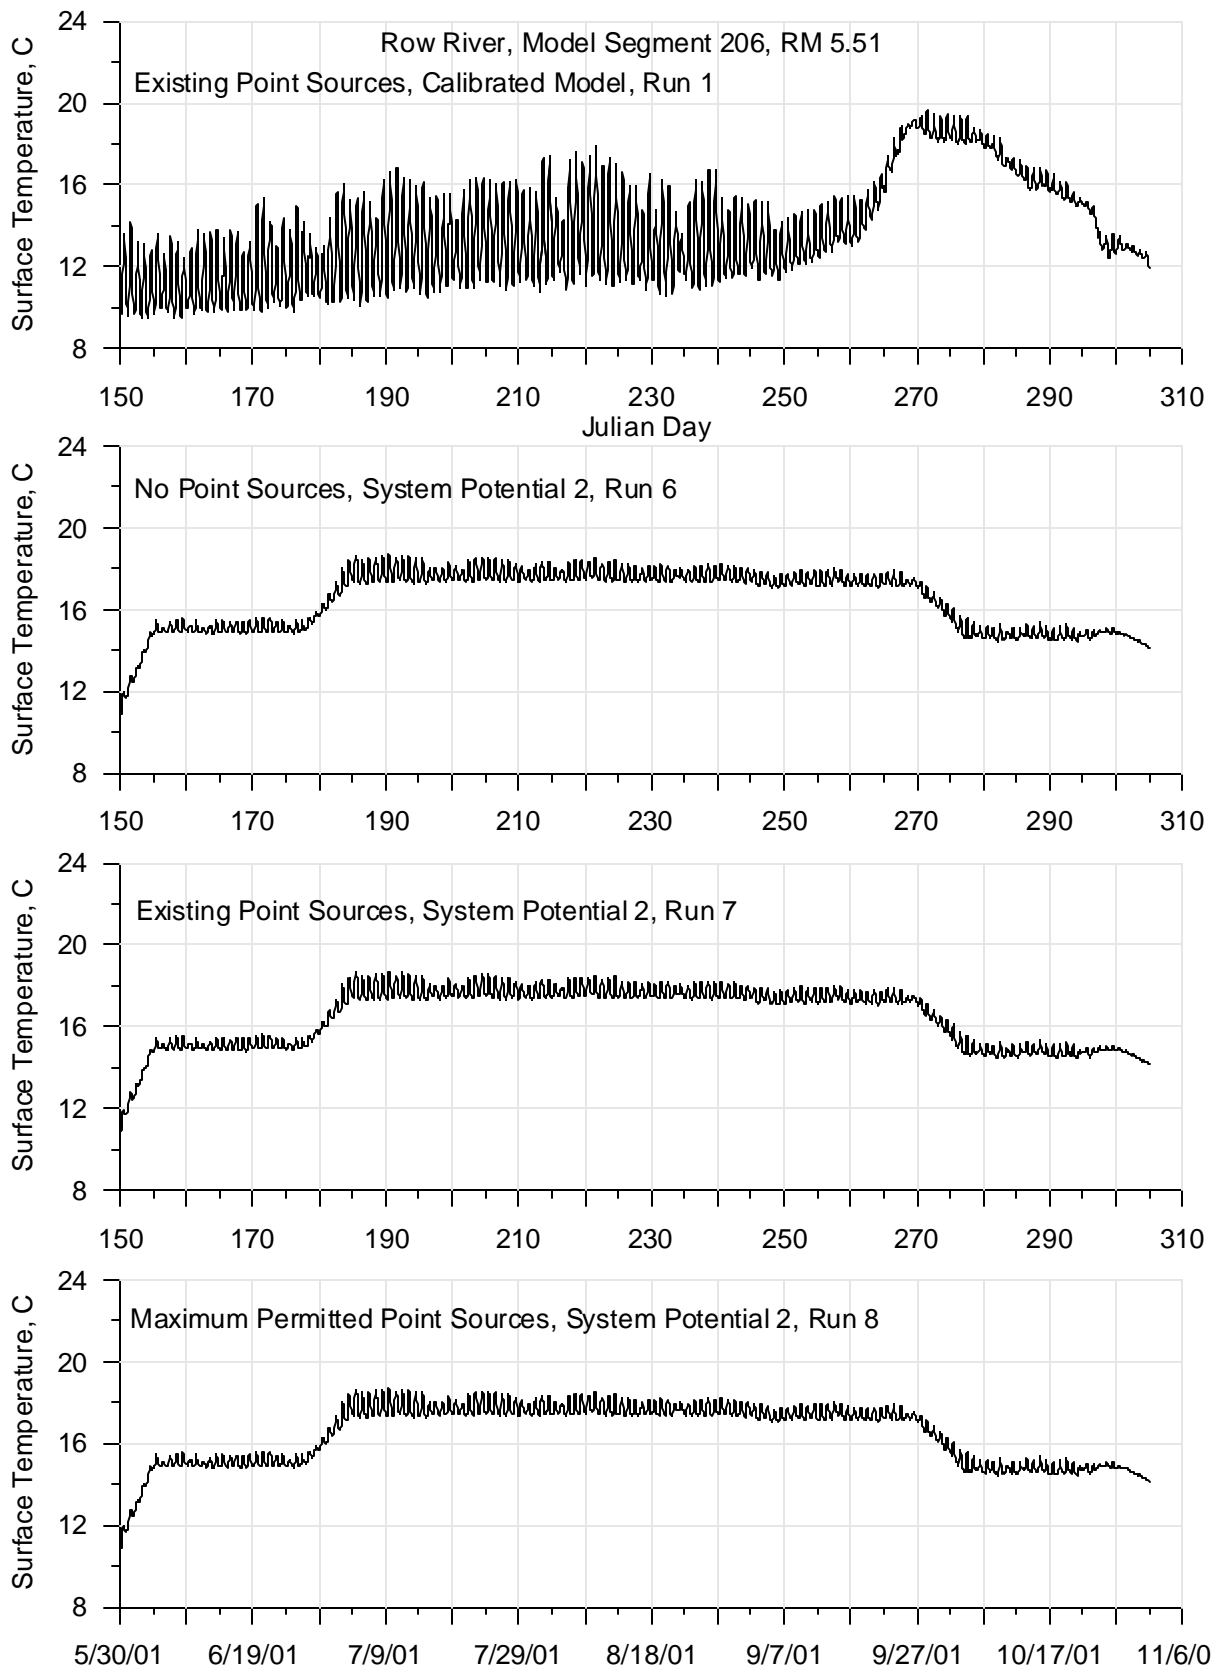 24
Row River, Model Segment 206, RM 5.51
Existing Point Sources, Calibrated Model, Run 1
20
16
12
8
Surface Temperature, C
150 170 190 210 230 250 270 290 310
Julian Day
24
No Point Sources, System Potential 2, Run 6
20
16
12
8
Surface Temperature, C
150 170 190 210 230 250 270 290 310
24
Existing Point Sources, System Potential 2, Run 7
20
16
12
8
Surface Temperature, C
150 170 190 210 230 250 270 290 310
24
Maximum Permitted Point Sources, System Potential 2, Run 8
20
16
12
8
Surface Temperature, C
5/30/01 6/19/01 7/9/01 7/29/01 8/18/01 9/7/01 9/27/01 10/17/01 11/6/0